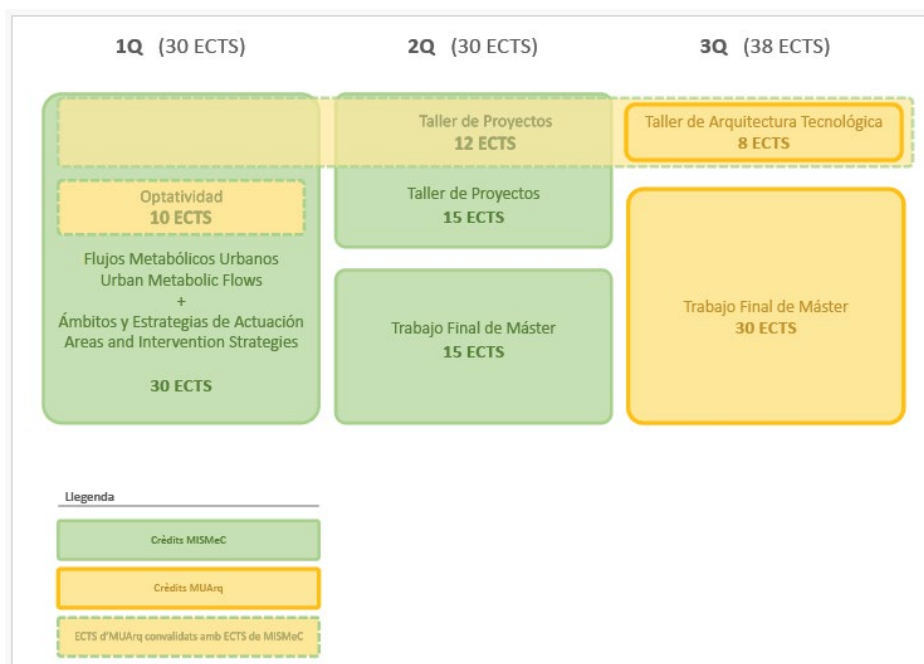 1Q (30 ECTS)
2Q (30 ECTS)
3Q (38 ECTS)
Taller de Proyectos
12 ECTS
Taller de Arquitectura Tecnológica
8 ECTS
Optatividad
10 ECTS
Flujos Metabólicos Urbanos
Urban Metabolic Flows
+
Ámbitos y Estrategias de Actuación
Areas and Intervention Strategies
30 ECTS
Taller de Proyectos
15 ECTS
Trabajo Final de Máster
15 ECTS
Trabajo Final de Máster
30 ECTS
Llegenda
Crèdits MISMeC
Crèdits MUArq
ECTS d'MUArq convalidats amb ECTS de MISMeC